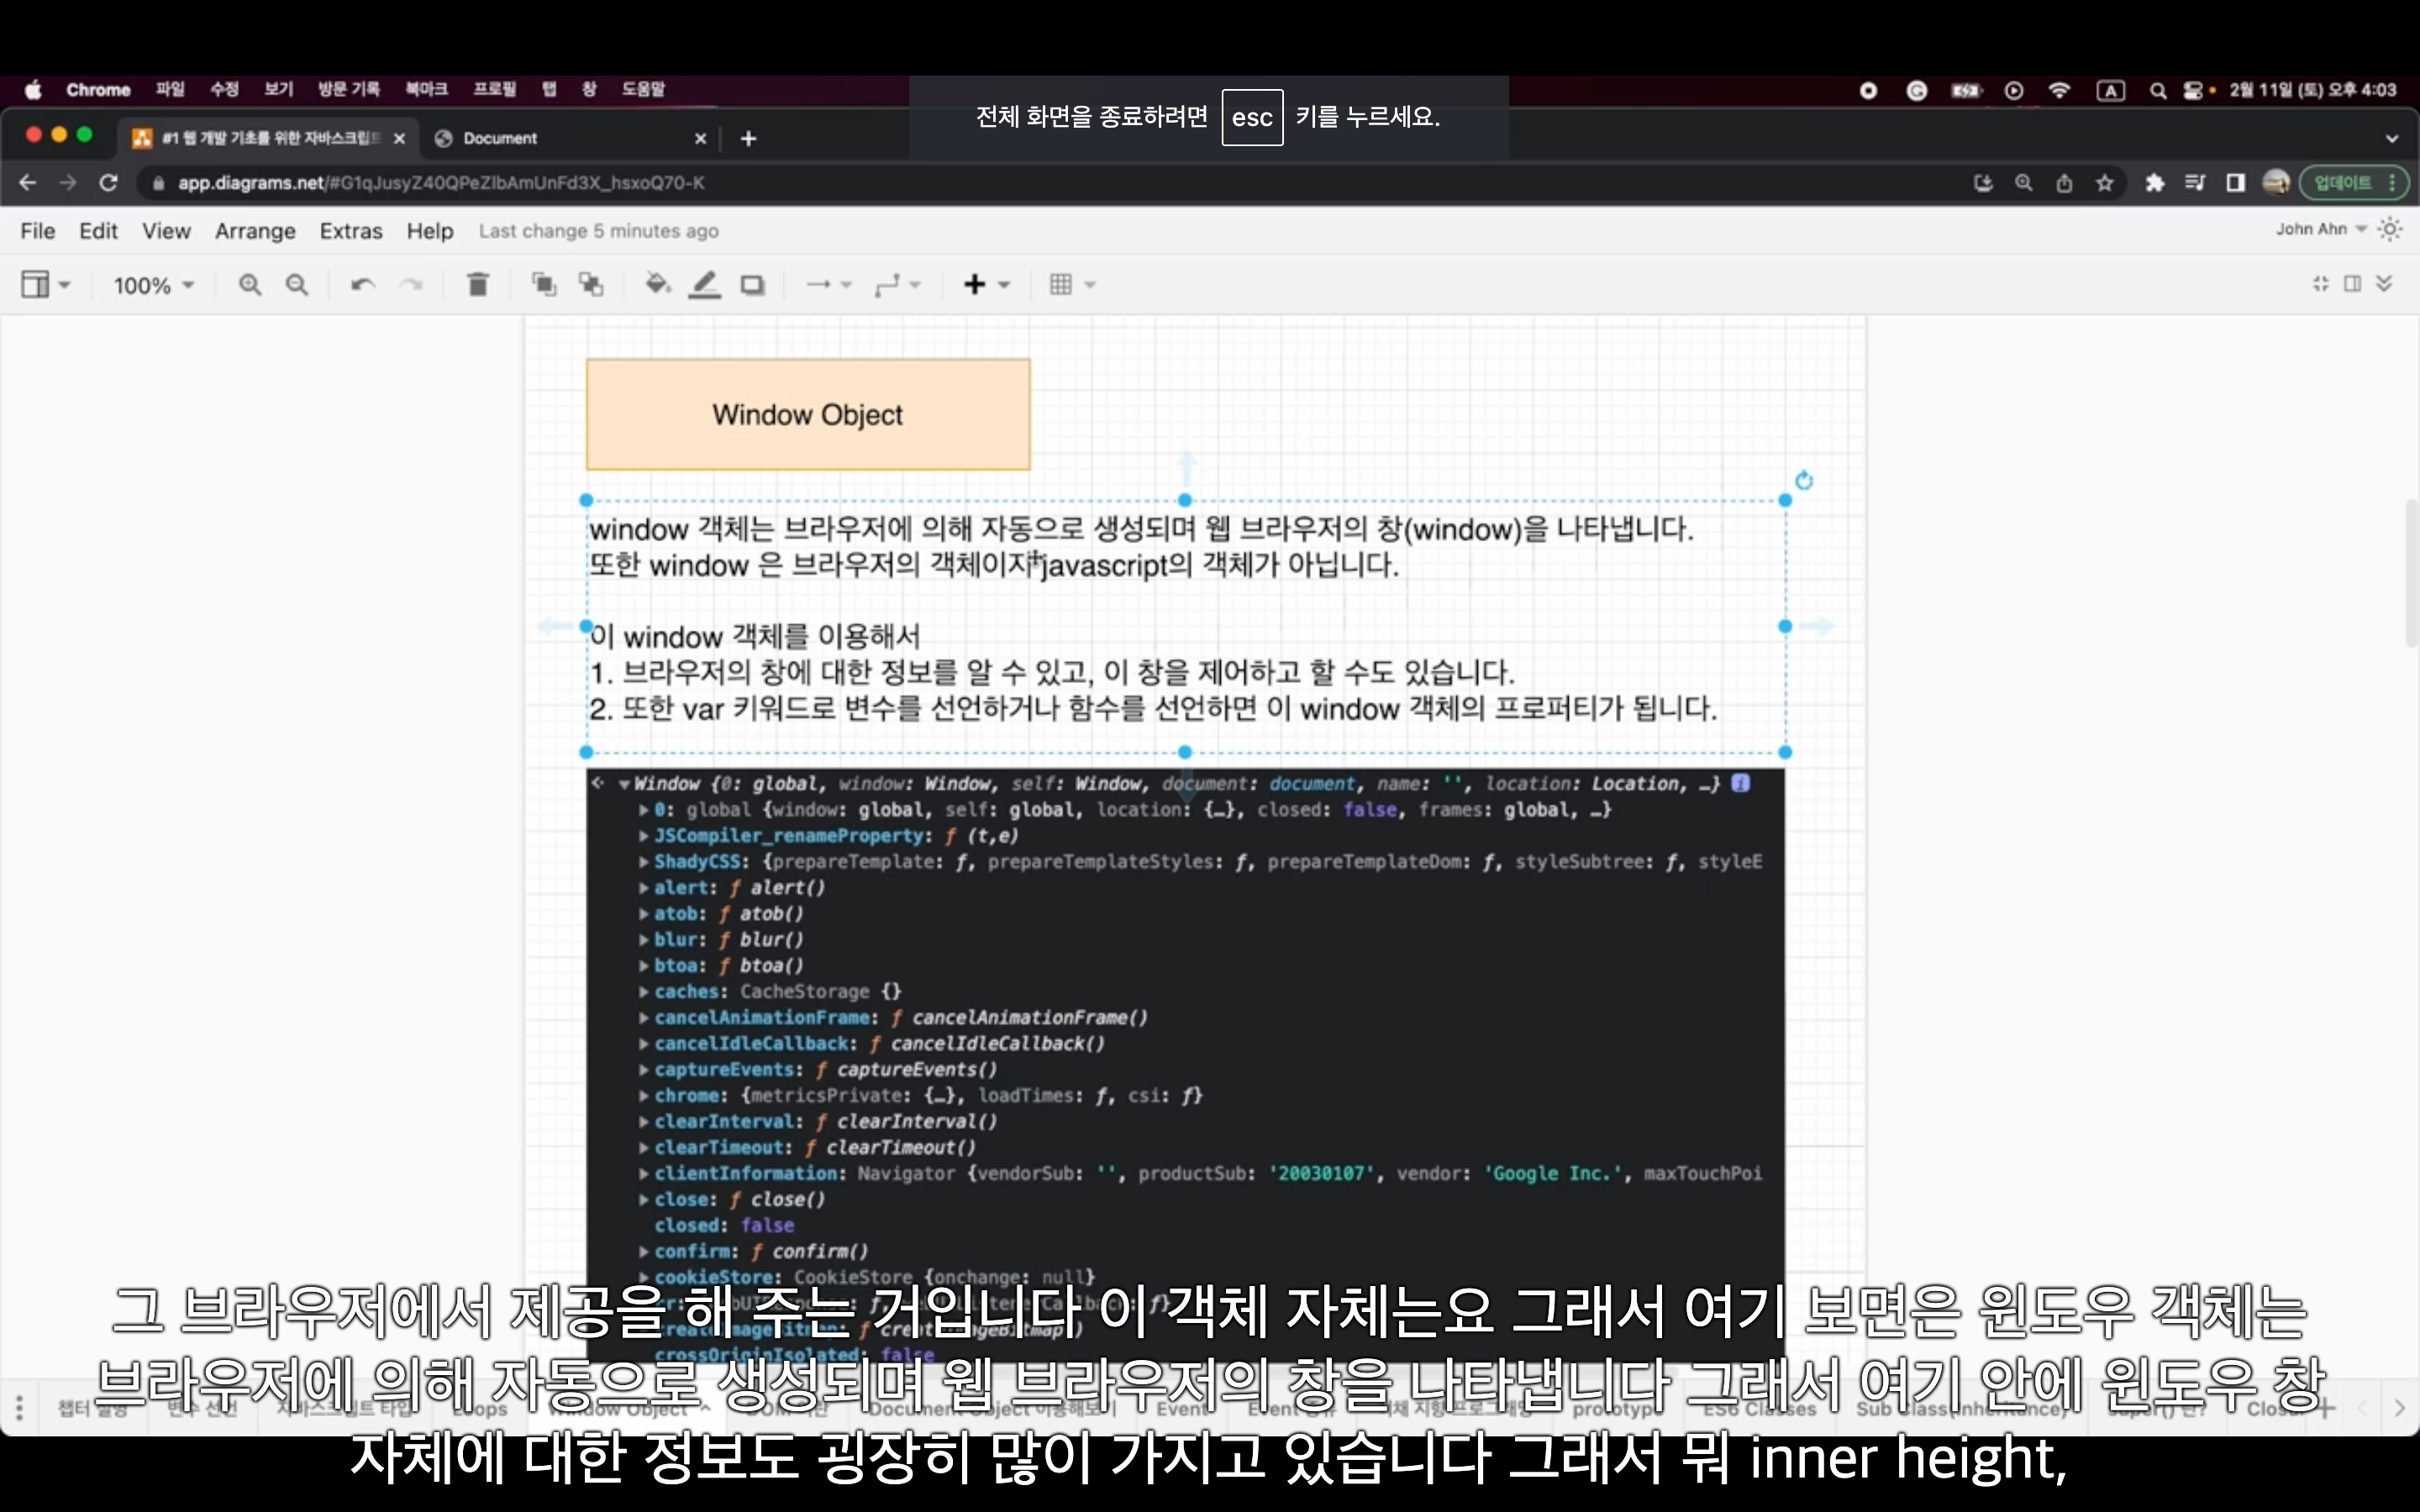 Chrome 파일 수정 보기 방문 기록 북마크 프로필 탭 창 도움말
A 2월 11일 (토) 오후 4:03
전체 화면을 종료하려면 esc 키를 누르세요.
#1 웹 개발 기초를 위한 자바스크립트
Document
app.diagrams.net/#G1qJusyZ40QPeZlbAmUnFd3X_hsxoQ70-K
업데이트
File Edit View Arrange Extras Help Last change 5 minutes ago
John Ahn
100%
Window Object
window 객체는 브라우저에 의해 자동으로 생성되며 웹 브라우저의 창(window)을 나타냅니다.
또한 window 은 브라우저의 객체이지 javascript의 객체가 아닙니다.
이 window 객체를 이용해서
1. 브라우저의 창에 대한 정보를 알 수 있고, 이 창을 제어하고 할 수도 있습니다.
2. 또한 var 키워드로 변수를 선언하거나 함수를 선언하면 이 window 객체의 프로퍼티가 됩니다.
Window {0: global, window: Window, self: Window, document: document, name: '', location: Location, …} i
0: global {window: global, self: global, location: {…}, closed: false, frames: global, …}
JSCompiler_renameProperty: ƒ (t,e)
ShadyCSS: {prepareTemplate: ƒ, prepareTemplateStyles: ƒ, prepareTemplateDom: ƒ, styleSubtree: ƒ, styleE
alert: ƒ alert()
atob: ƒ atob()
blur: ƒ blur()
btoa: ƒ btoa()
caches: CacheStorage {}
cancelAnimationFrame: ƒ cancelAnimationFrame()
cancelIdleCallback: ƒ cancelIdleCallback()
captureEvents: ƒ captureEvents()
chrome: {metricsPrivate: {…}, loadTimes: ƒ, csi: ƒ}
clearInterval: ƒ clearInterval()
clearTimeout: ƒ clearTimeout()
clientInformation: Navigator {vendorSub: '', productSub: '20030107', vendor: 'Google Inc.', maxTouchPoi
close: ƒ close()
closed: false
confirm: ƒ confirm()
cookieStore: CookieStore {onchange: null}
createImageBitmap: ƒ createImageBitmap()
crossOriginIsolated: false
그 브라우저에서 제공을 해 주는 거입니다 이 객체 자체는요 그래서 여기 보면은 윈도우 객체는
브라우저에 의해 자동으로 생성되며 웹 브라우저의 창을 나타냅니다 그래서 여기 안에 윈도우 창
자체에 대한 정보도 굉장히 많이 가지고 있습니다 그래서 뭐 inner height,
챕터 설명 변수 선언 자바스크립트 타입 Loops Window Object Document Object 이용해보기 Event prototype ES6 Classes Sub Class(Inheritance)